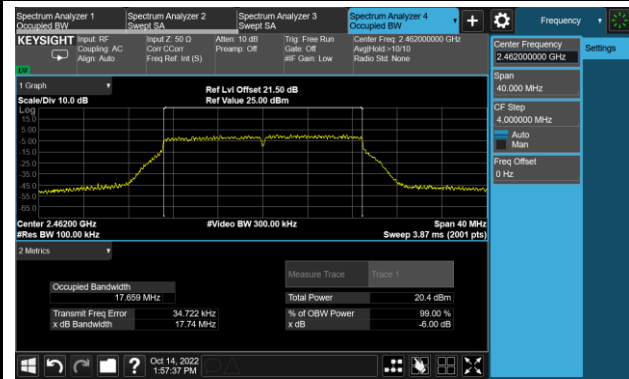 Spectrum Analyzer 1
Occupied BW
Spectrum Analyzer 2
Swept SA
Spectrum Analyzer 3
Swept SA
Spectrum Analyzer 4
Occupied BW
Frequency
KEYSIGHT
Input: RF
Coupling: AC
Align: Auto
Input Z: 50 Ω
Corr CCorr
Freq Ref: Int (S)
Atten: 10 dB
Preamp: Off
Trig: Free Run
Gate: Off
#IF Gain: Low
Center Freq: 2.462000000 GHz
Avg|Hold:>10/10
Radio Std: None
Center Frequency
2.462000000 GHz
Settings
Span
40.000 MHz
CF Step
4.000000 MHz
Auto
Man
Freq Offset
0 Hz
1 Graph
Scale/Div 10.0 dB
Ref Lvl Offset 21.50 dB
Ref Value 25.00 dBm
Log
15.0
5.00
-5.00
-15.0
-25.0
-35.0
-45.0
-55.0
-65.0
Center 2.46200 GHz
#Res BW 100.00 kHz
#Video BW 300.00 kHz
Span 40 MHz
Sweep 3.87 ms (2001 pts)
2 Metrics
Measure Trace
Trace 1
Occupied Bandwidth
17.659 MHz
Total Power
20.4 dBm
Transmit Freq Error
34.722 kHz
% of OBW Power
99.00 %
x dB Bandwidth
17.74 MHz
x dB
-6.00 dB
Oct 14, 2022
1:57:37 PM